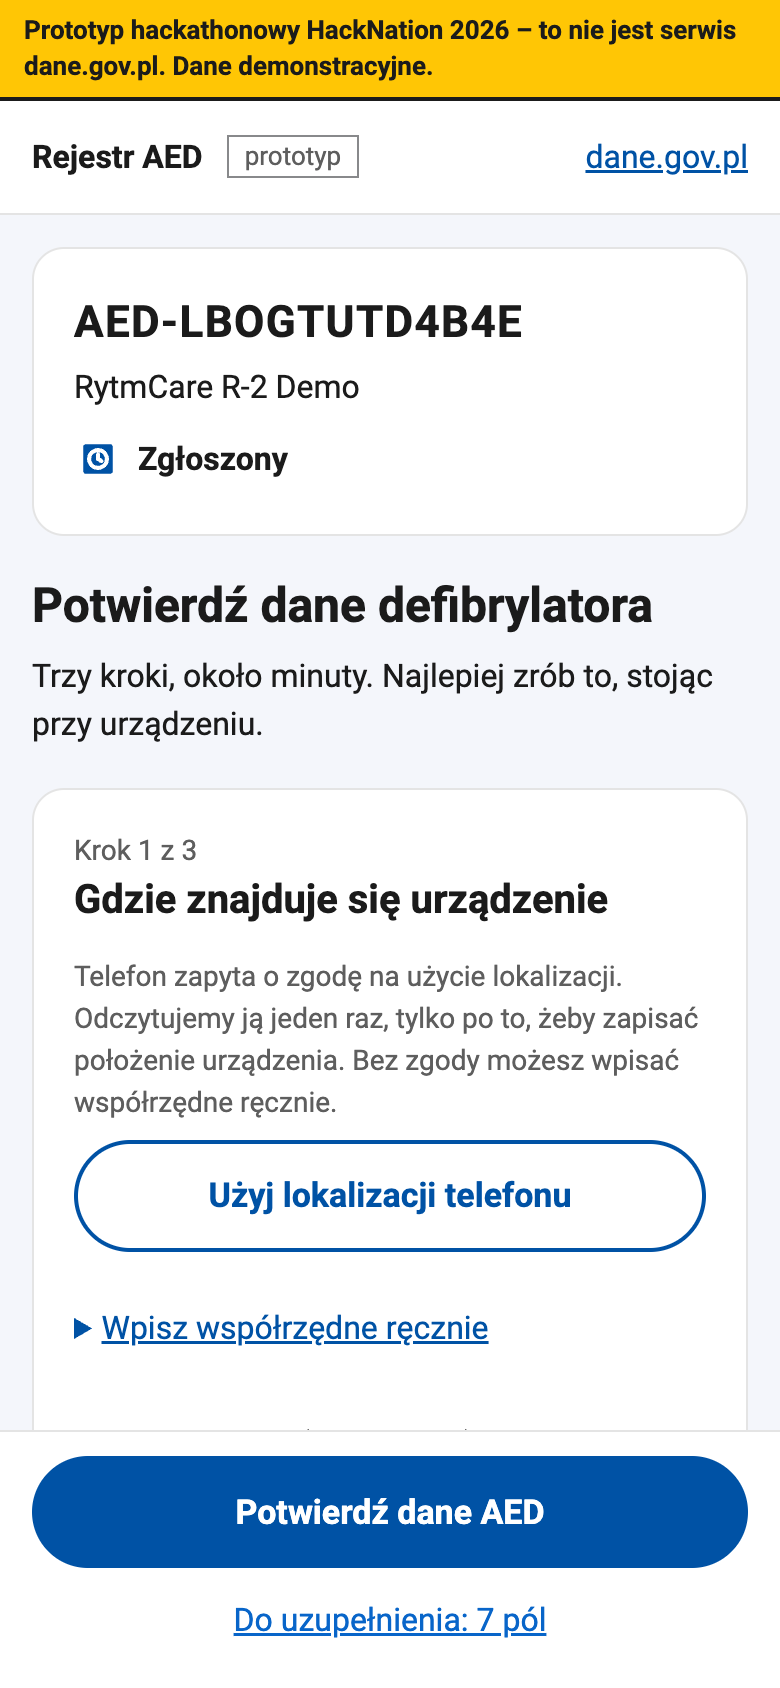 Prototyp hackathonowy HackNation 2026 – to nie jest serwis
dane.gov.pl. Dane demonstracyjne.
Rejestr AED
prototyp
dane.gov.pl
AED-LBOGTUTD4B4E
RytmCare R-2 Demo
Zgłoszony
Potwierdź dane defibrylatora
Trzy kroki, około minuty. Najlepiej zrób to, stojąc
przy urządzeniu.
Krok 1 z 3
Gdzie znajduje się urządzenie
Telefon zapyta o zgodę na użycie lokalizacji.
Odczytujemy ją jeden raz, tylko po to, żeby zapisać
położenie urządzenia. Bez zgody możesz wpisać
współrzędne ręcznie.
Użyj lokalizacji telefonu
Wpisz współrzędne ręcznie
Potwierdź dane AED
Do uzupełnienia: 7 pól